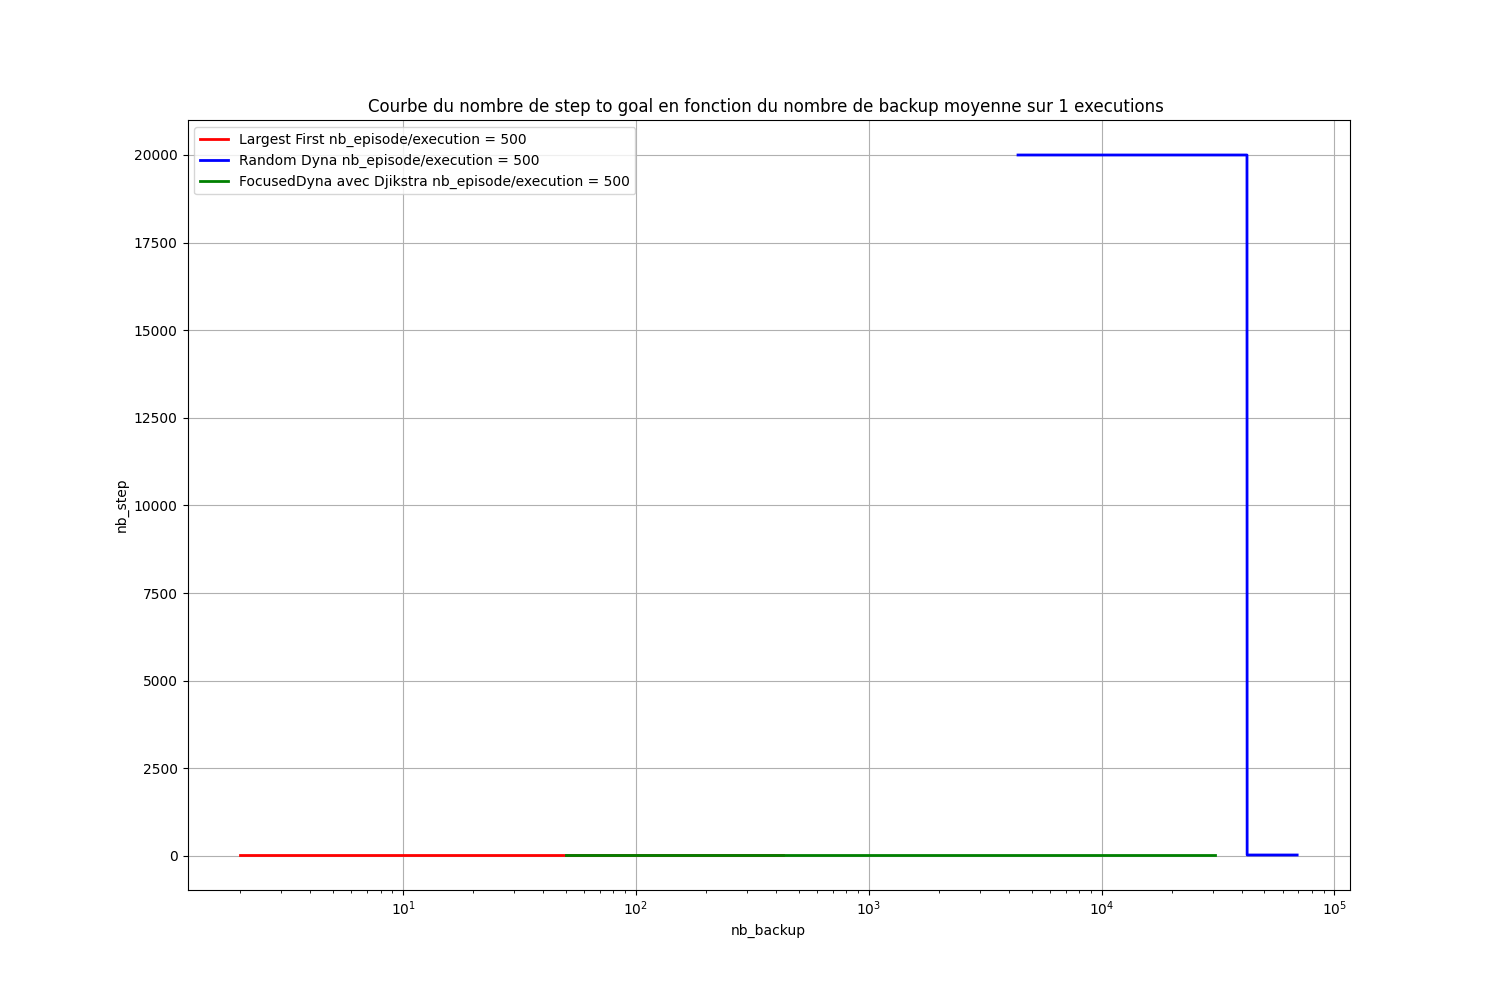 Courbe du nombre de step to goal en fonction du nombre de backup moyenne sur 1 executions
Largest First nb_episode/execution = 500
Random Dyna nb_episode/execution = 500
FocusedDyna avec Djikstra nb_episode/execution = 500
20000
17500
15000
12500
10000
7500
5000
2500
0
nb_step
10¹
10²
10³
10⁴
10⁵
nb_backup